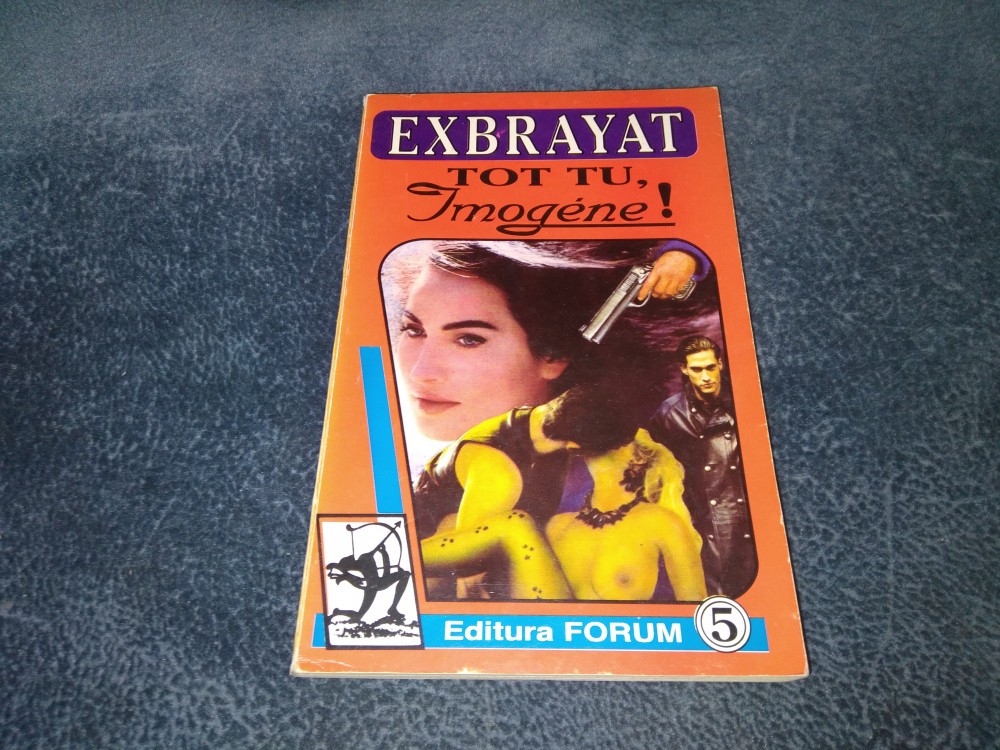 EXBRAYAT
TOT TU,
Imogéne!
Editura FORUM 5